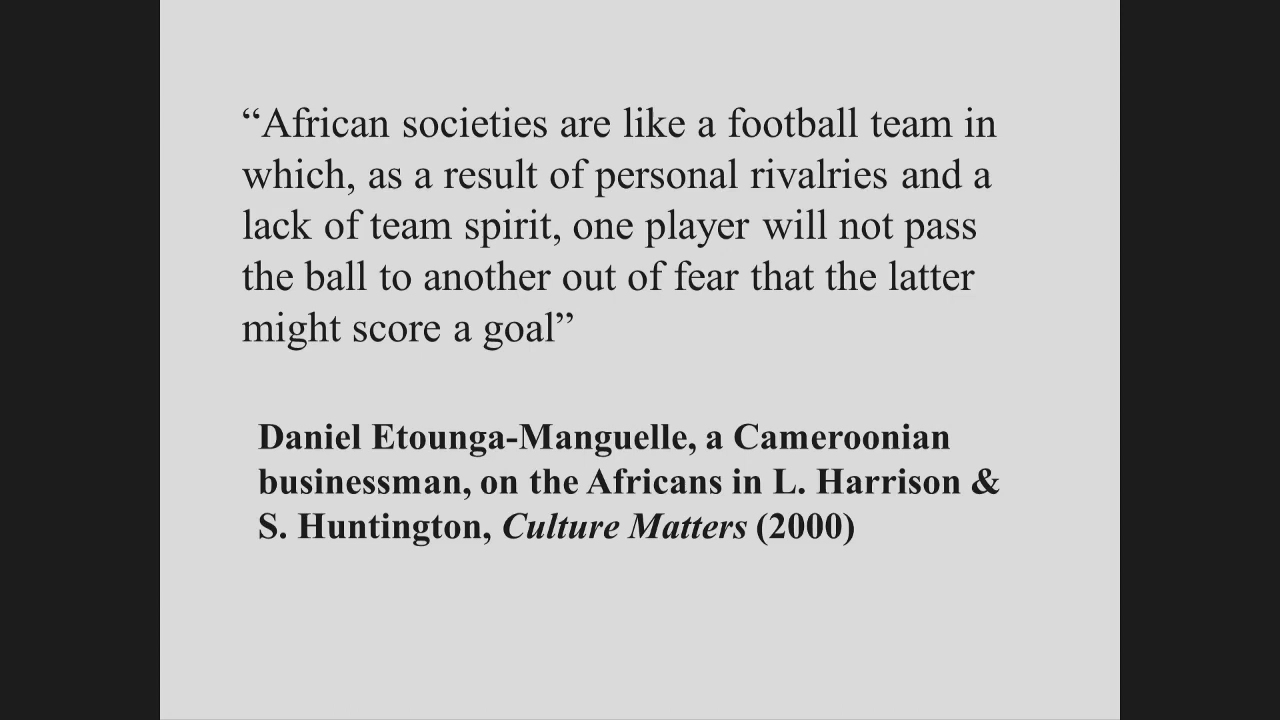 “African societies are like a football team in
which, as a result of personal rivalries and a
lack of team spirit, one player will not pass
the ball to another out of fear that the latter
might score a goal”
Daniel Etounga-Manguelle, a Cameroonian
businessman, on the Africans in L. Harrison &
S. Huntington, Culture Matters (2000)